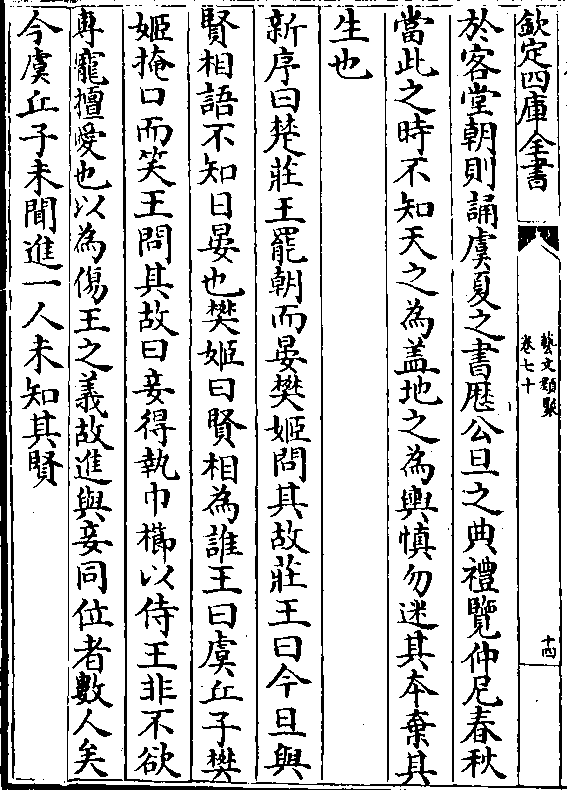 欽定四庫全書
藝文類聚
卷七十
十四
於客堂朝則誦虞夏之書歴公旦之典禮覽仲尼春秋
當此之時不知天之為盖地之為輿慎勿迷其本棄其
生也
新序曰楚莊王罷朝而晏樊姬問其故莊王曰今旦與
賢相語不知日晏也樊姬曰賢相為誰王曰虞丘子樊
姬掩口而笑王問其故曰妾得執巾櫛以侍王非不欲
専寵擅愛也以為傷王之義故進與妾同位者數人矣
今虞丘子未聞進一人未知其賢